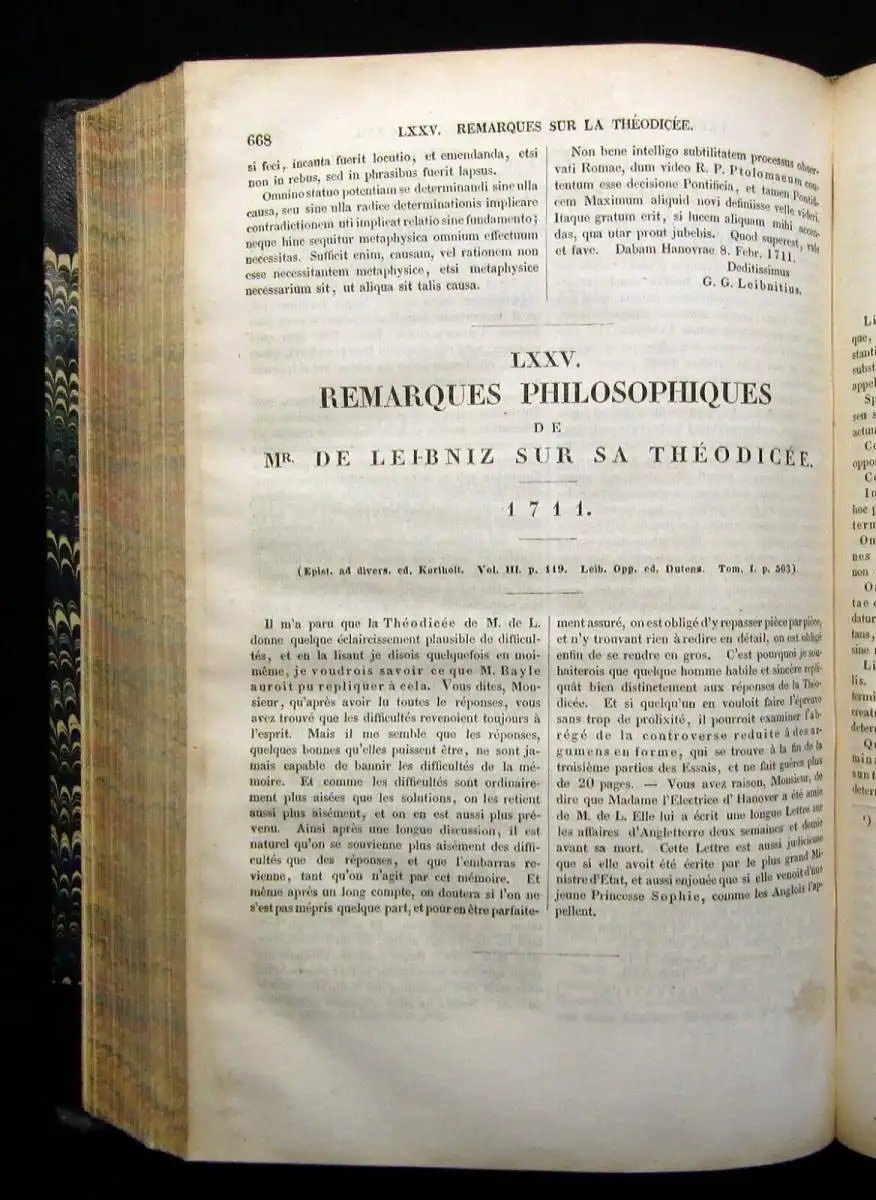 668
LXXV. REMARQUES SUR LA THÉODICÉE.
si feci, incauta fuerit locutio, et emendanda, etsi
non in rebus, sed in phrasibus fuerit lapsus.
Omnino statuo potentiam se determinandi sine ulla
causa, seu sine ulla radice determinationis implicare
contradictionem uti implicat relatio sine fundamento;
neque hinc sequitur metaphysica omnium effectuum
necessitas. Sufficit enim, causam, vel rationem non
esse necessitantem metaphysice, etsi metaphysice
necessarium sit, ut aliqua sit talis causa.
Non bene intelligo subtilitatem processus obser-
vati Romae, dum video R. P. Ptolomaeum con-
tentum esse decisione Pontificia, et tamen Pontifi-
cem Maximum aliquid novi definiisse velle videri.
Itaque gratum erit, si lucem aliquam mihi accen-
das, qua utar prout jubebis. Quod superest, vale
et fave. Dabam Hanovrae 8. Febr. 1711.
Deditissimus
G. G. Leibnitius.
LXXV.
REMARQUES PHILOSOPHIQUES
DE
MR. DE LEIBNIZ SUR SA THÉODICÉE.
1711.
(Epist. ad divers. ed. Kortholt. Vol. III. p. 119. Leib. Opp. ed. Dutens. Tom. I. p. 503).
Il m'a paru que la Théodicée de M. de L.
donne quelque éclaircissement plausible de difficul-
tés, et en la lisant je disois quelquefois en moi-
même, je voudrois savoir ce que M. Bayle
auroit pu repliquer à cela. Vous dites, Mon-
sieur, qu'après avoir lu toutes le réponses, vous
avez trouvé que les difficultés revenoient toujours à
l'esprit. Mais il me semble que les réponses,
quelques bonnes qu'elles puissent être, ne sont ja-
mais capable de bannir les difficultés de la mé-
moire. Et comme les difficultés sont ordinaire-
ment plus aisées que les solutions, on les retient
aussi plus aisément, et on en est aussi plus pré-
venu. Ainsi après une longue discussion, il est
naturel qu'on se souvienne plus aisément des diffi-
cultés que des réponses, et que l'embarras re-
vienne, tant qu'on n'agit par cet mémoire. Et
même après un long compte, on doutera si l'on ne
s'est pas mépris quelque part, et pour en être parfaite-
ment assuré, on est obligé d'y repasser pièce par pièce,
et n'y trouvant rien à redire en détail, on est obligé
enfin de se rendre en gros. C'est pourquoi je sou-
haiterois que quelque homme habile et sincère repli-
quât bien distinctement aux réponses de la Théo-
dicée. Et si quelqu'un en vouloit faire l'épreuve
sans trop de prolixité, il pourroit examiner l'ab-
régé de la controverse reduite à des ar-
gumens en forme, qui se trouve à la fin de la
troisième parties des Essais, et ne fait guères plus
de 20 pages. — Vous avez raison, Monsieur, de
dire que Madame l'Electrice d'Hanover a été amie
de M. de L. Elle lui a écrit une longue Lettre sur
les affaires d'Angleterre deux semaines et demie
avant sa mort. Cette Lettre est aussi judicieuse
que si elle avoit été écrite par le plus grand Mi-
nistre d'Etat, et aussi enjouée que si elle venoit d'une
jeune Princesse Sophie, comme les Anglois l'ap-
pellent.